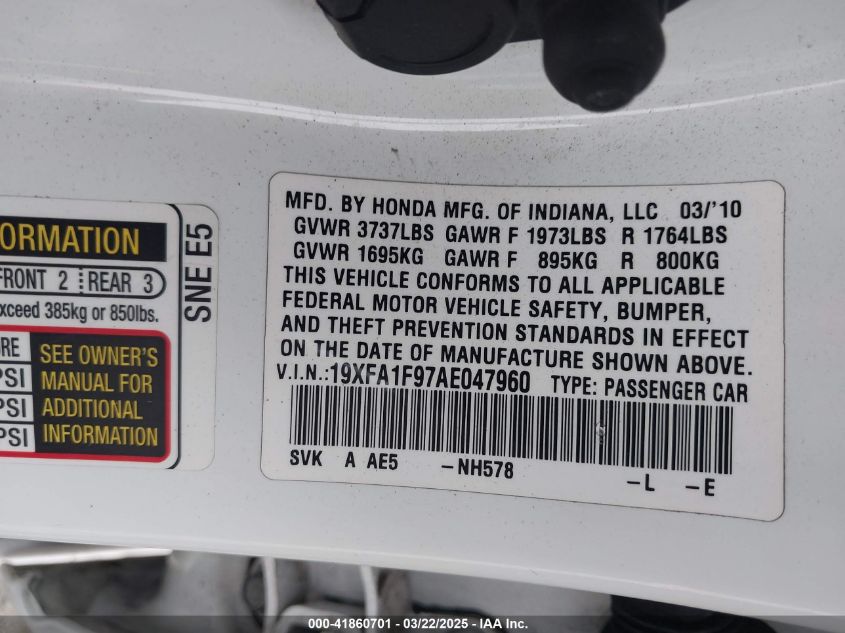 ORMATION
FRONT 2 REAR 3
xceed 385kg or 850lbs.
RE
PSI
PSI
PSI
SEE OWNER'S
MANUAL FOR
ADDITIONAL
INFORMATION
SNE E5
MFD. BY HONDA MFG. OF INDIANA, LLC 03/'10
GVWR 3737LBS GAWR F 1973LBS R 1764LBS
GVWR 1695KG GAWR F 895KG R 800KG
THIS VEHICLE CONFORMS TO ALL APPLICABLE
FEDERAL MOTOR VEHICLE SAFETY, BUMPER,
AND THEFT PREVENTION STANDARDS IN EFFECT
ON THE DATE OF MANUFACTURE SHOWN ABOVE.
V.I.N.:19XFA1F97AE047960 TYPE: PASSENGER CAR
SVK A AE5 -NH578
-L -E
000-41860701 - 03/22/2025 - IAA Inc.